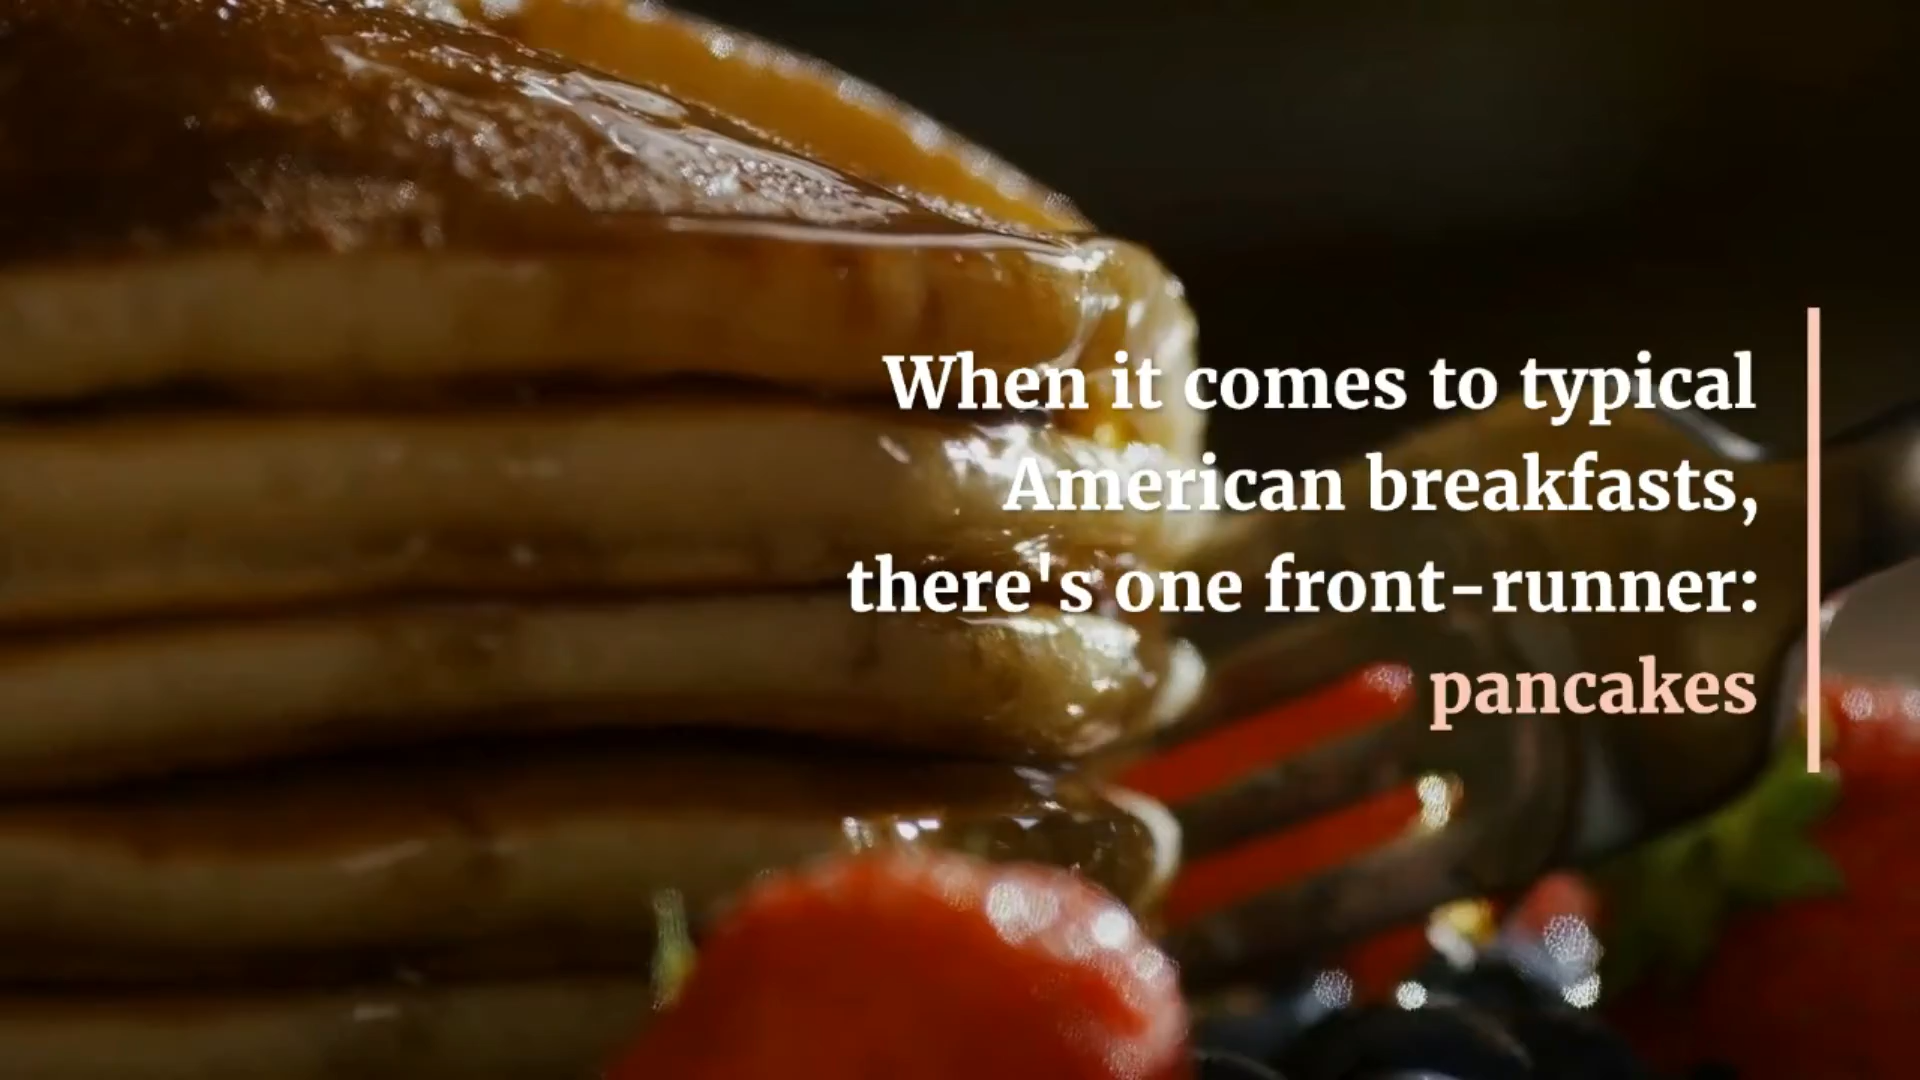 When it comes to typical
American breakfasts,
there's one front-runner:
pancakes